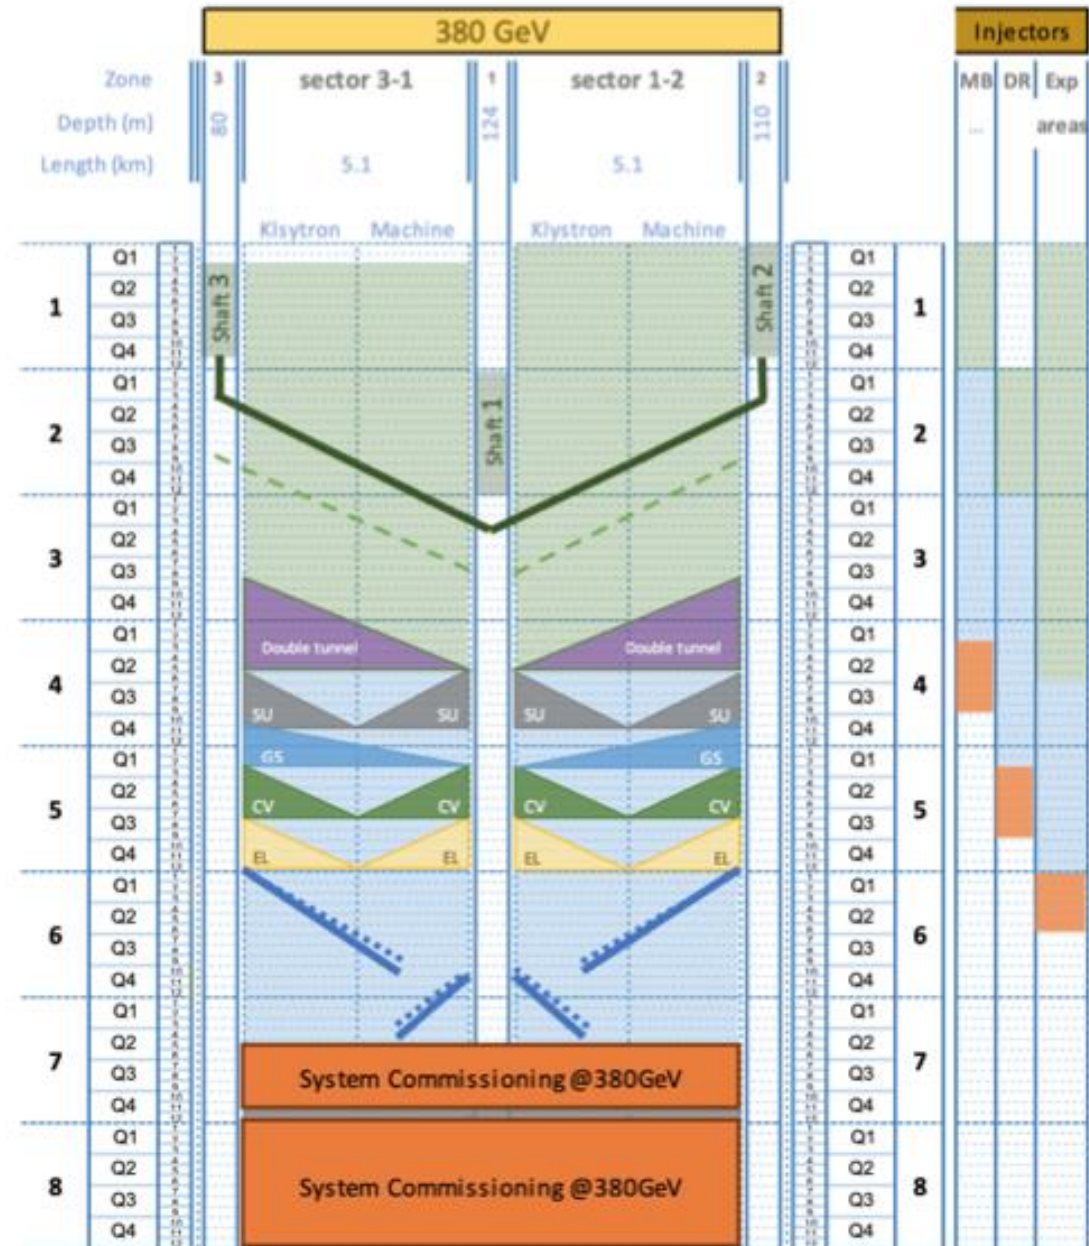 380 GeV
Injectors
Zone 3 sector 3-1 1 sector 1-2 2 MB DR Exp
Depth (m) 80 124 110 ... areas
Length (km) 5.1 5.1
Klsytron Machine Klystron Machine
Shaft 3
Shaft 2
Shaft 1
1 Q1 Q1 1
Q2 Q2
Q3 Q3
Q4 Q4
2 Q1 Q1 2
Q2 Q2
Q3 Q3
Q4 Q4
3 Q1 Q1 3
Q2 Q2
Q3 Q3
Q4 Q4
4 Q1 Double tunnel Double tunnel Q1 4
Q2 Q2
Q3 SU SU SU SU Q3
Q4 Q4
5 Q1 GS GS Q1 5
Q2 CV CV CV CV Q2
Q3 Q3
Q4 EL EL EL EL Q4
6 Q1 Q1 6
Q2 Q2
Q3 Q3
Q4 Q4
7 Q1 Q1 7
Q2 Q2
Q3 System Commissioning @380GeV Q3
Q4 Q4
8 Q1 Q1 8
Q2 Q2
System Commissioning @380GeV
Q3 Q3
Q4 Q4